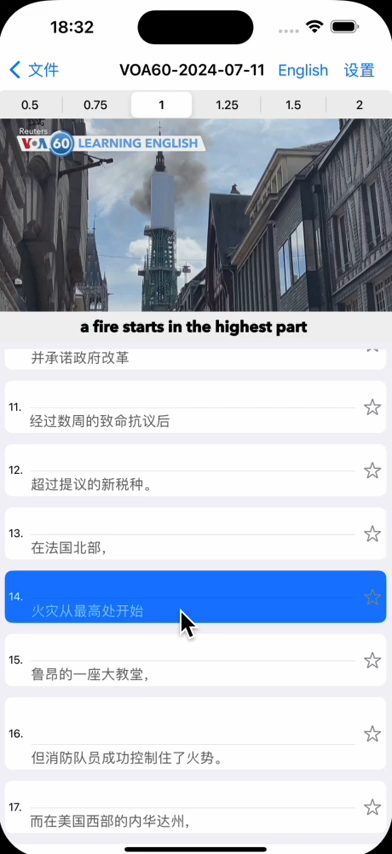 18:32
文件
VOA60-2024-07-11
English
设置
0.5
0.75
1
1.25
1.5
2
Reuters
VOA 60 LEARNING ENGLISH
a fire starts in the highest part
并承诺政府改革
11.
经过数周的致命抗议后
12.
超过提议的新税种。
13.
在法国北部，
14.
火灾从最高处开始
15.
鲁昂的一座大教堂，
16.
但消防队员成功控制住了火势。
17.
而在美国西部的内华达州，